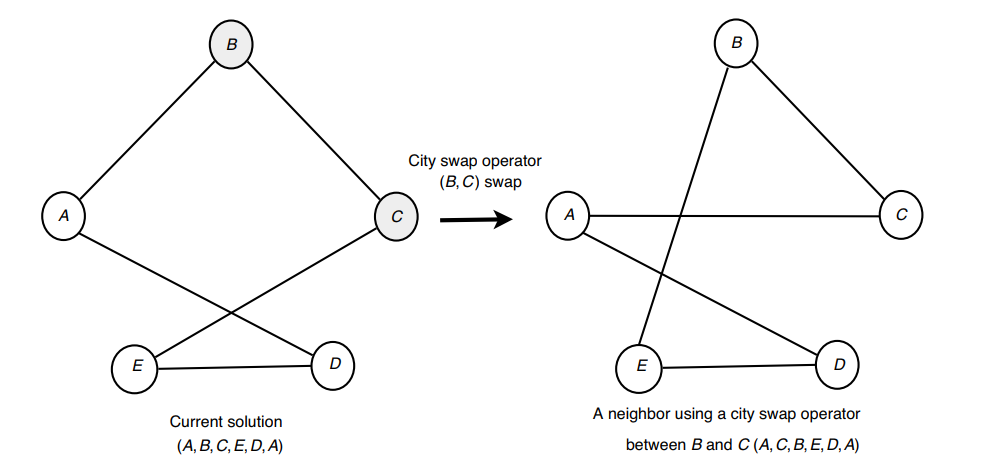 B
A
C
E
D
Current solution
(A, B, C, E, D, A)
City swap operator
(B, C) swap
B
A
C
E
D
A neighbor using a city swap operator
between B and C (A, C, B, E, D, A)